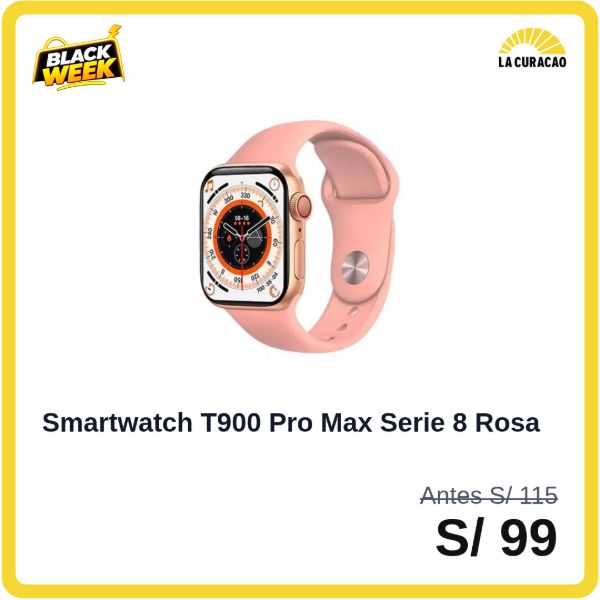 BLACK
WEEK
LA CURACAO
Smartwatch T900 Pro Max Serie 8 Rosa
Antes S/ 115
S/ 99